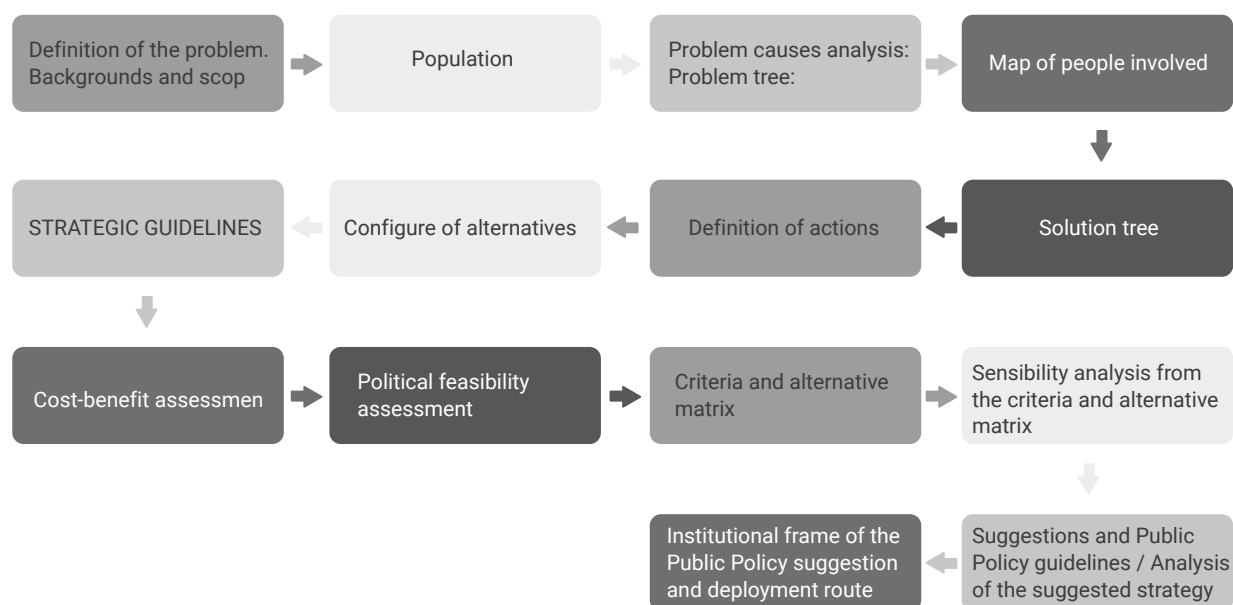 Definition of the problem.
Backgrounds and scop
Population
Problem causes analysis:
Problem tree:
Map of people involved
Solution tree
Definition of actions
Configure of alternatives
STRATEGIC GUIDELINES
Cost-benefit assessmen
Political feasibility
assessment
Criteria and alternative
matrix
Sensibility analysis from
the criteria and alternative
matrix
Suggestions and Public
Policy guidelines / Analysis
of the suggested strategy
Institutional frame of the
Public Policy suggestion
and deployment route